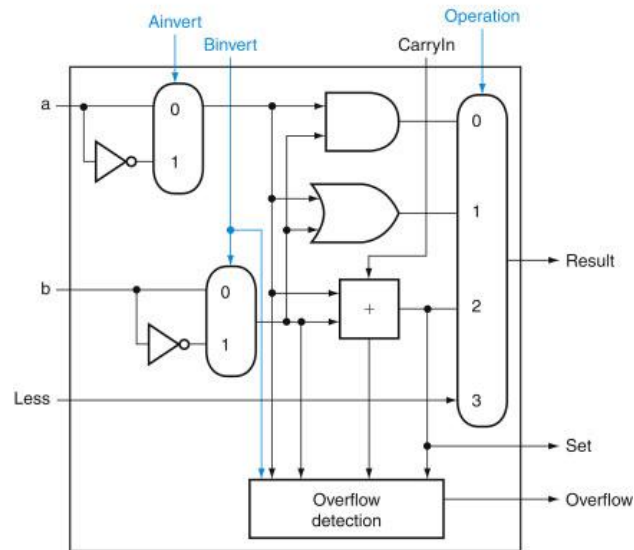 Ainvert
Operation
Binvert
CarryIn
a
0
1
0
1
b
0
1
+
2
Result
Less
3
Set
Overflow
detection
Overflow